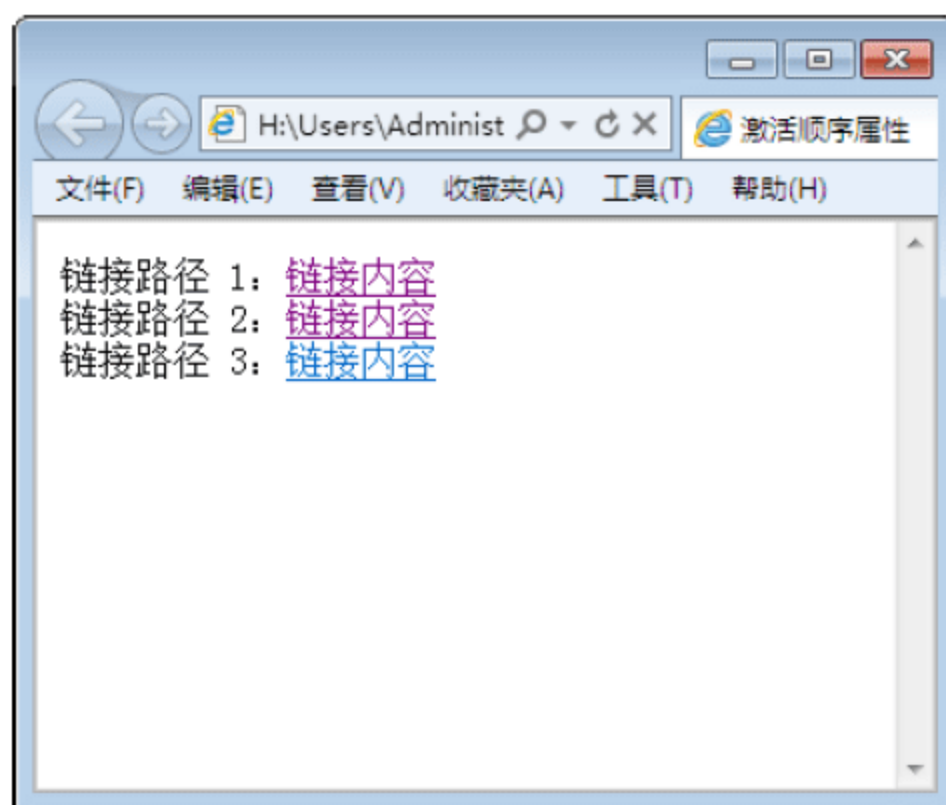 H:\Users\Administ
激活顺序属性
文件(F) 编辑(E) 查看(V) 收藏夹(A) 工具(T) 帮助(H)
链接路径 1：链接内容
链接路径 2：链接内容
链接路径 3：链接内容